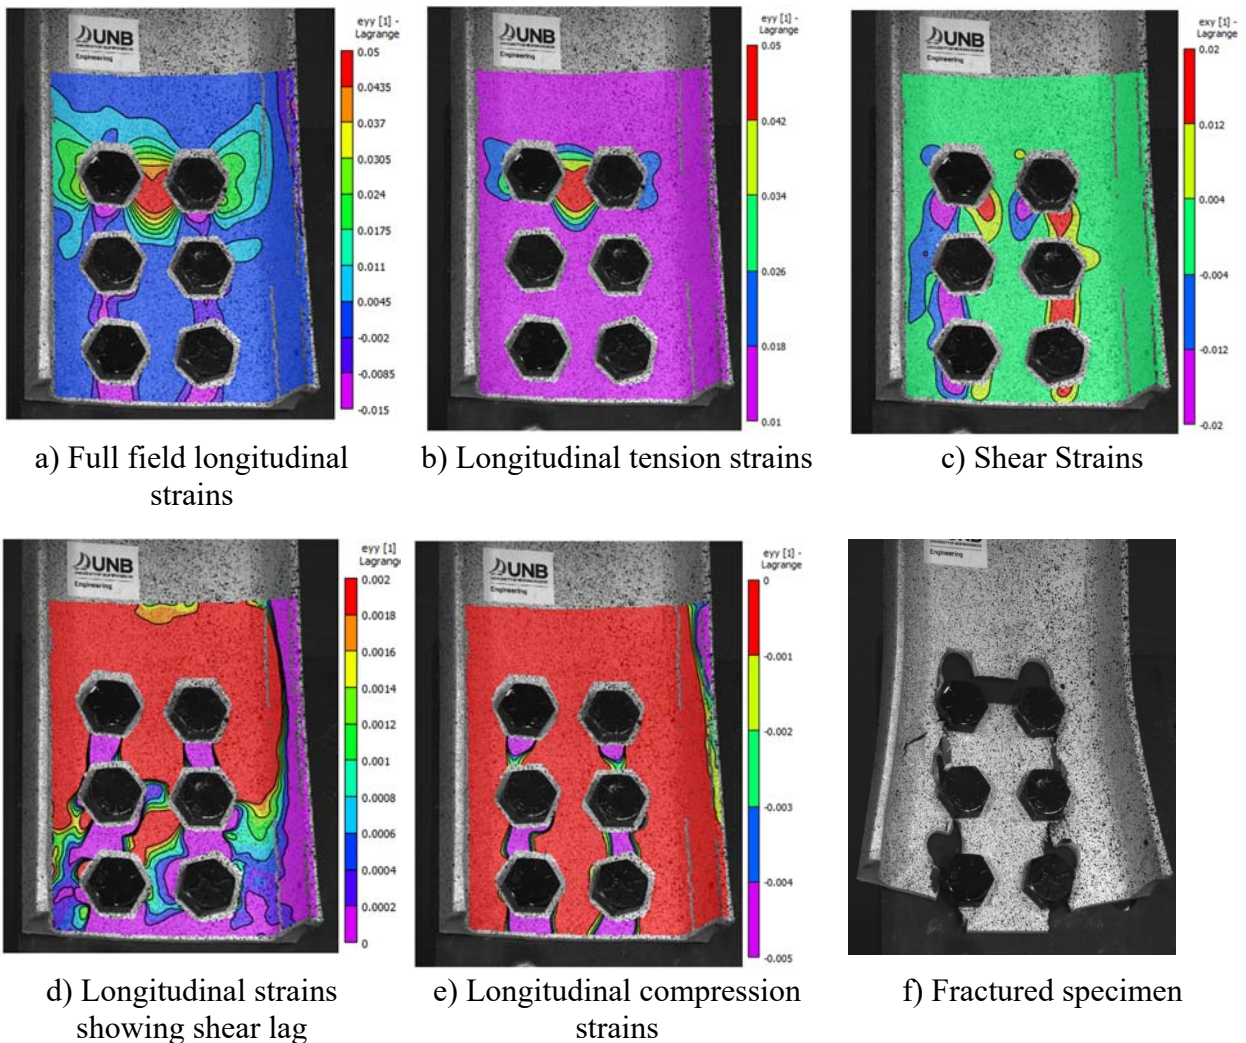 eyy [1] -
Lagrange
0.05
0.0435
0.037
0.0305
0.024
0.0175
0.011
0.0045
-0.002
-0.0085
-0.015
UNB
Engineering
a) Full field longitudinal
strains
eyy [1] -
Lagrange
0.05
0.042
0.034
0.026
0.018
0.01
UNB
Engineering
b) Longitudinal tension strains
exy [1] -
Lagrange
0.02
0.012
0.004
-0.004
-0.012
-0.02
UNB
Engineering
c) Shear Strains
eyy [1]
Lagrange
0.002
0.0018
0.0016
0.0014
0.0012
0.001
0.0008
0.0006
0.0004
0.0002
0
UNB
Engineering
d) Longitudinal strains
showing shear lag
eyy [1] -
Lagrange
0
-0.001
-0.002
-0.003
-0.004
-0.005
UNB
Engineering
e) Longitudinal compression
strains
Engineering
f) Fractured specimen